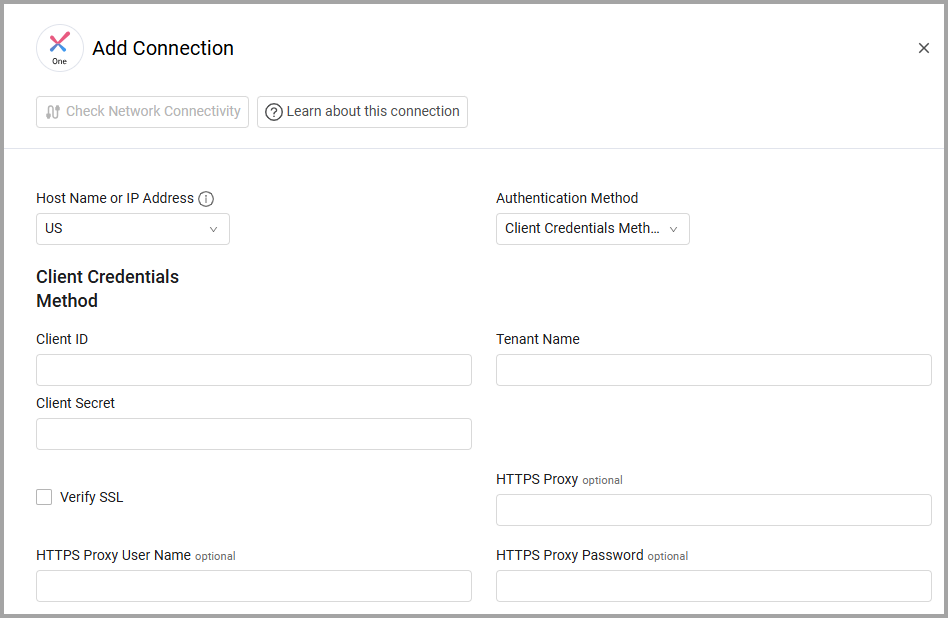 One
Add Connection
Check Network Connectivity
Learn about this connection
Host Name or IP Address
Authentication Method
US
Client Credentials Meth...
Client Credentials
Method
Client ID
Tenant Name
Client Secret
Verify SSL
HTTPS Proxy optional
HTTPS Proxy User Name optional
HTTPS Proxy Password optional